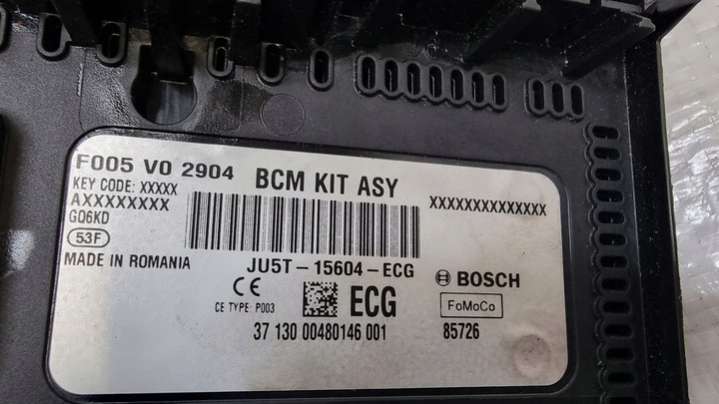 F005 V0 2904 BCM KIT ASY
KEY CODE: XXXXX
AXXXXXXXX XXXXXXXXXXXXXX
G06KD
53F
MADE IN ROMANIA JU5T-15604-ECG
CE BOSCH
CE TYPE: P003 ECG FoMoCo
37 130 00480146 001 85726